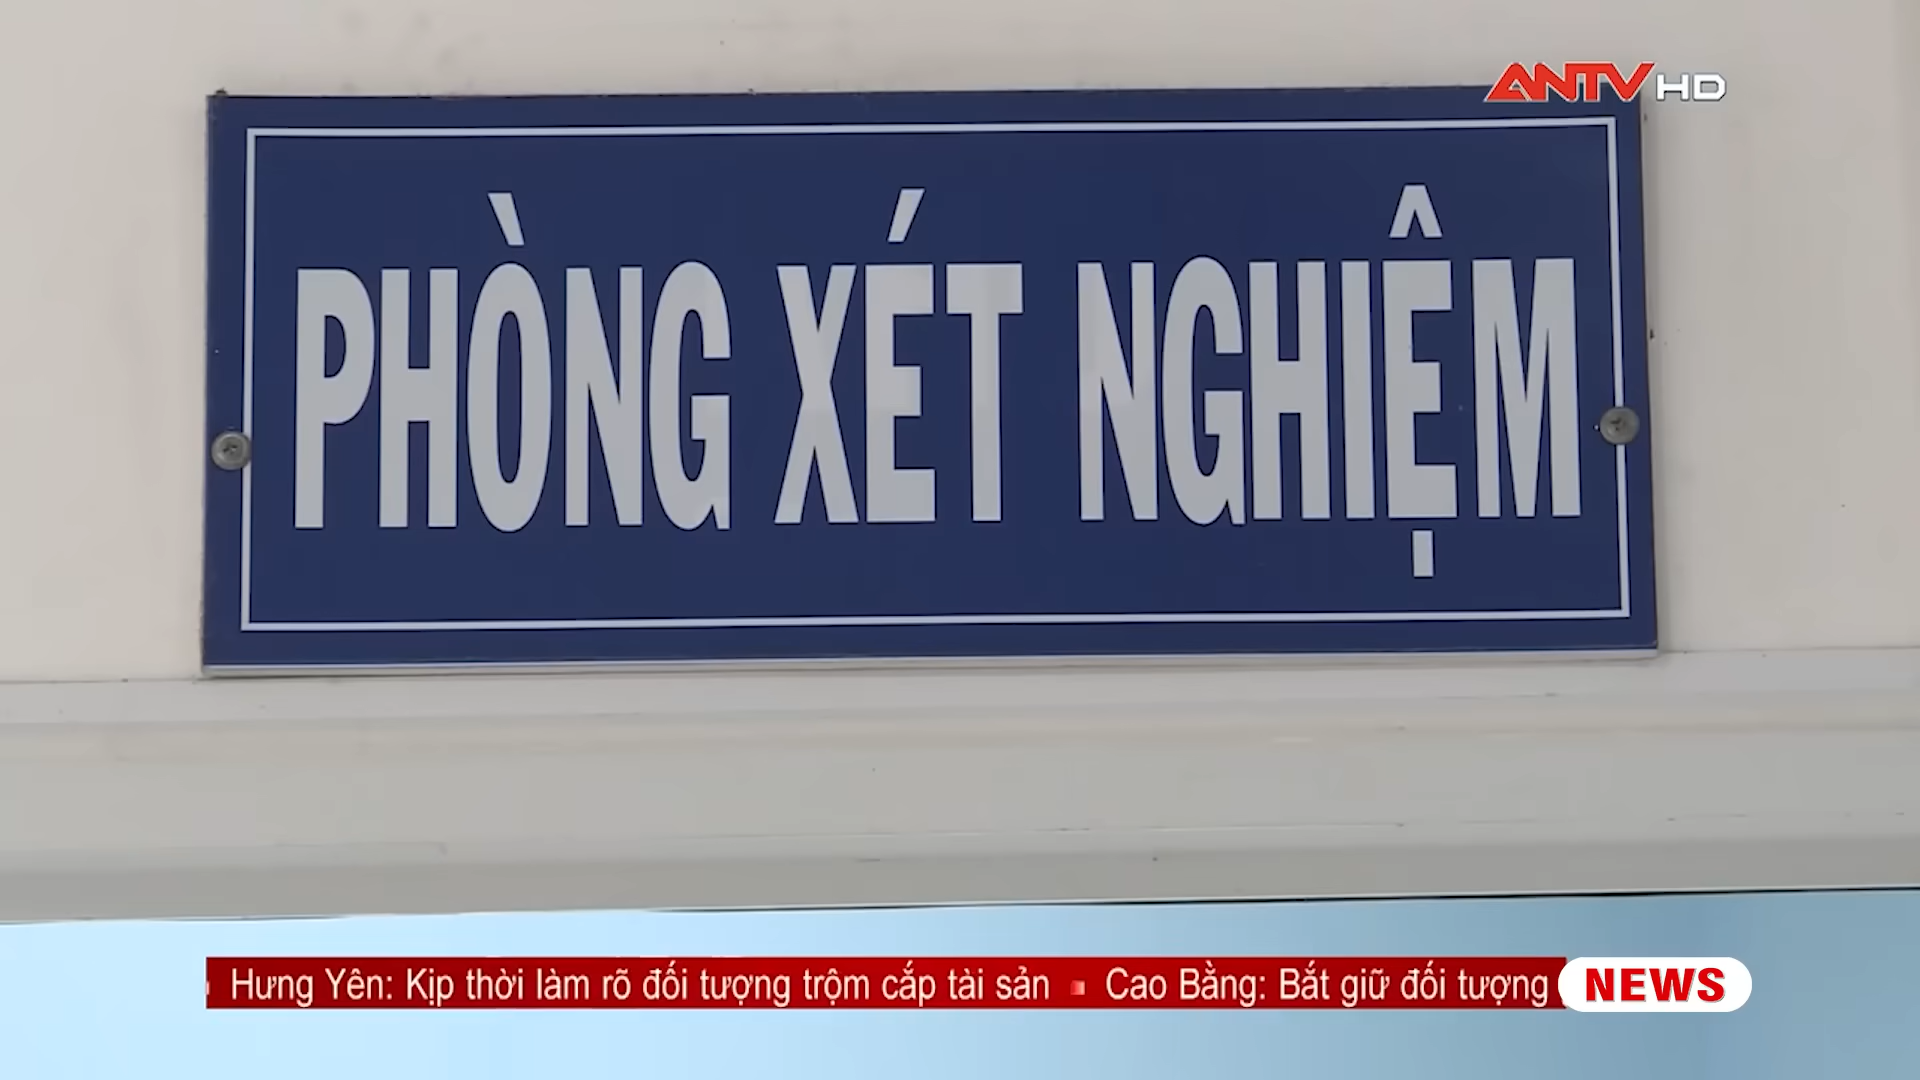 ANTV HD
PHÒNG XÉT NGHIỆM
Hưng Yên: Kịp thời làm rõ đối tượng trộm cắp tài sản Cao Bằng: Bắt giữ đối tượng NEWS